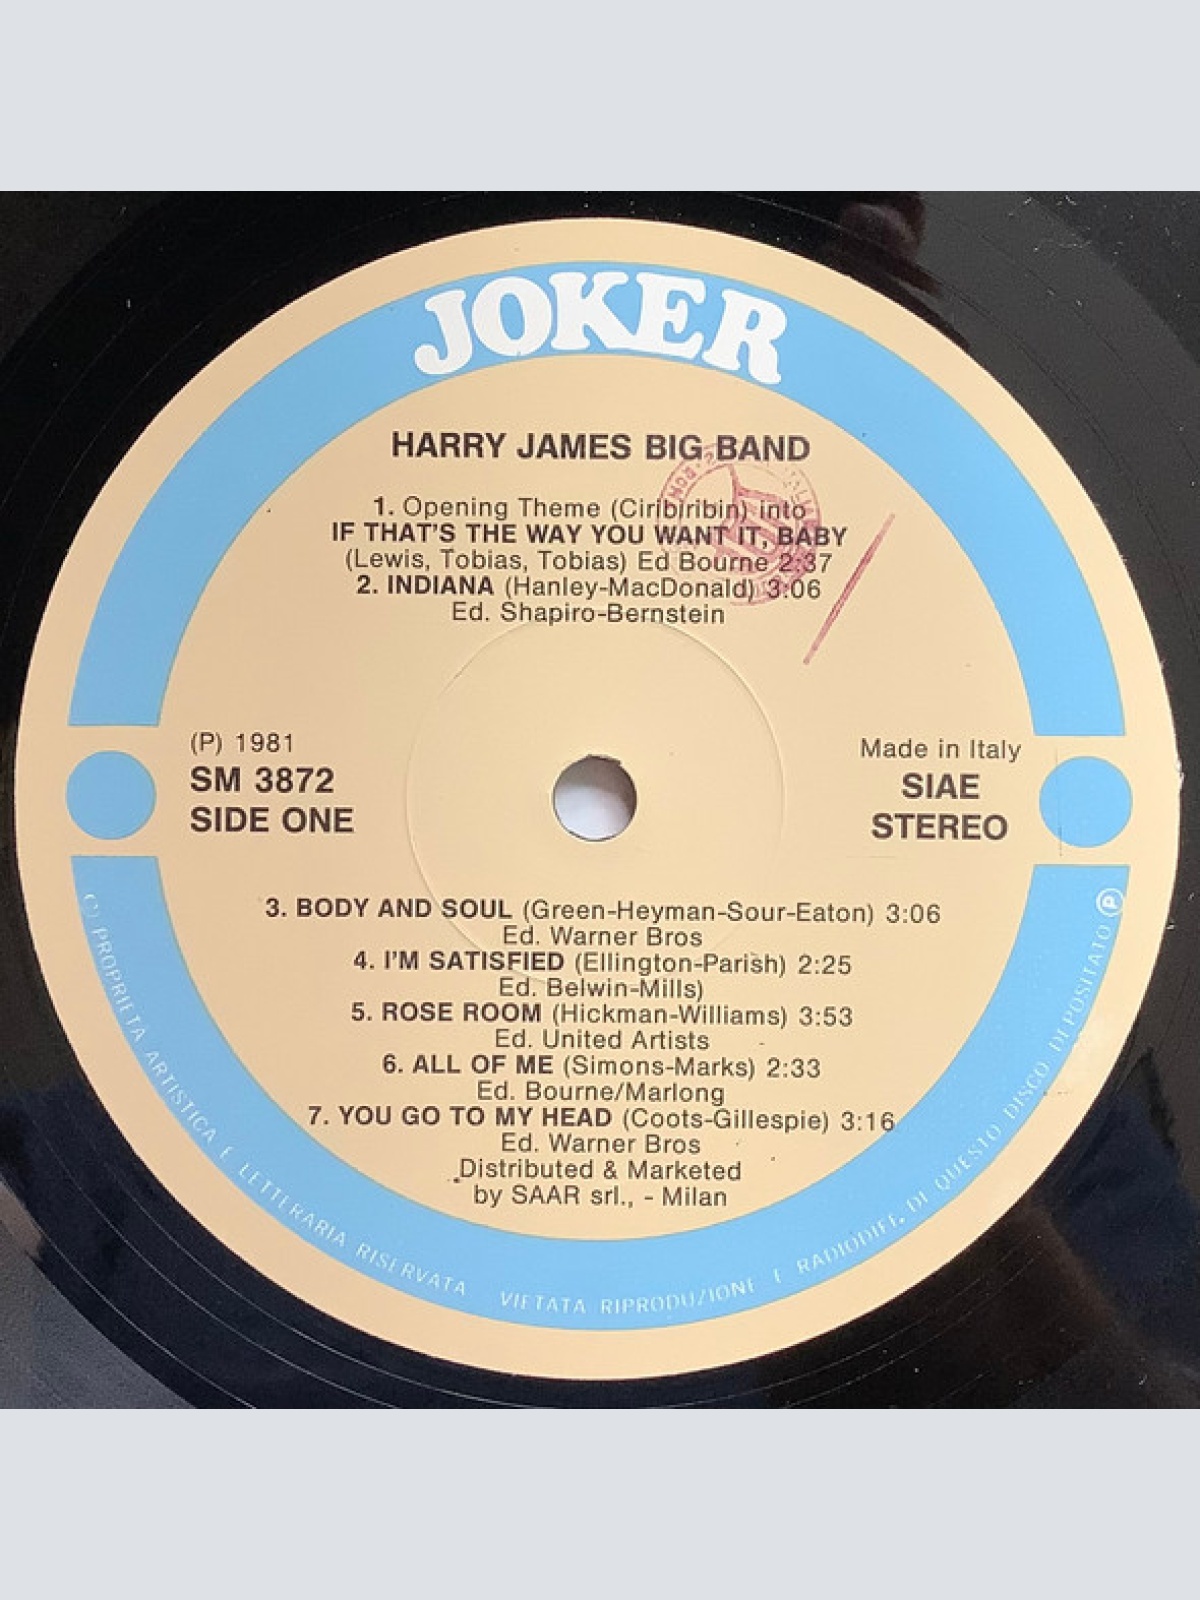 JOKER
HARRY JAMES BIG BAND
1. Opening Theme (Ciribiribin) into
IF THAT'S THE WAY YOU WANT IT, BABY
(Lewis, Tobias, Tobias) Ed Bourne 2:37
2. INDIANA (Hanley-MacDonald) 3:06
Ed. Shapiro-Bernstein
(P) 1981
SM 3872
SIDE ONE
Made in Italy
SIAE
STEREO
3. BODY AND SOUL (Green-Heyman-Sour-Eaton) 3:06
Ed. Warner Bros
4. I'M SATISFIED (Ellington-Parish) 2:25
Ed. Belwin-Mills)
5. ROSE ROOM (Hickman-Williams) 3:53
Ed. United Artists
6. ALL OF ME (Simons-Marks) 2:33
Ed. Bourne/Marlong
7. YOU GO TO MY HEAD (Coots-Gillespie) 3:16
Ed. Warner Bros
Distributed & Marketed
by SAAR srl., - Milan
C) PROPRIETA ARTISTICA E LETTERARIA RISERVATA VIETATA RIPRODUZIONE E RADIODIFF. DI QUESTO DISCO DEPOSITATO Ⓟ